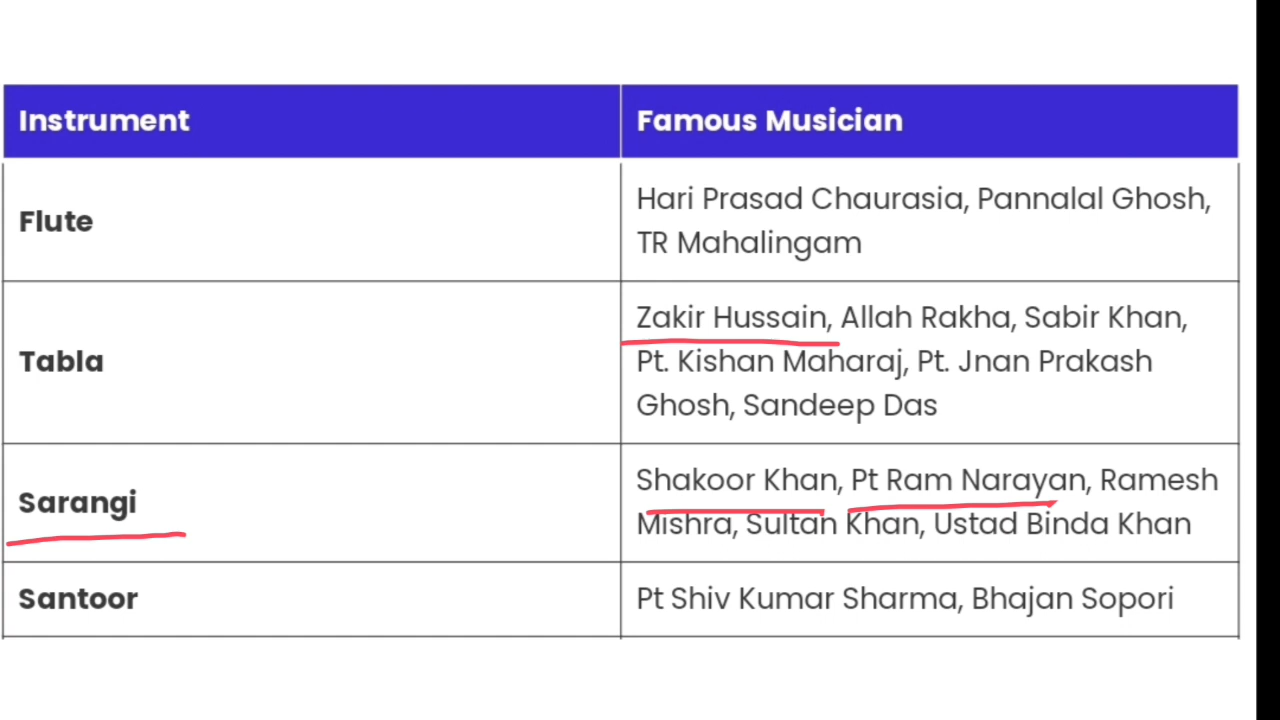 Instrument
Famous Musician
Flute
Hari Prasad Chaurasia, Pannalal Ghosh,
TR Mahalingam
Tabla
Zakir Hussain, Allah Rakha, Sabir Khan,
Pt. Kishan Maharaj, Pt. Jnan Prakash
Ghosh, Sandeep Das
Sarangi
Shakoor Khan, Pt Ram Narayan, Ramesh
Mishra, Sultan Khan, Ustad Binda Khan
Santoor
Pt Shiv Kumar Sharma, Bhajan Sopori